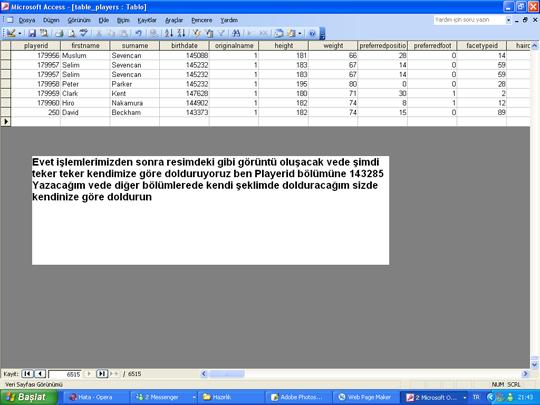 Microsoft Access - [table_players : Tablo]
Dosya Düzen Görünüm Ekle Biçim Kayıtlar Araçlar Pencere Yardım Yardım için soru yazın
playerid firstname surname birthdate originalname height weight preferredpositio preferredfoot facetypeid hairc
179956 Muslum Sevencan 145088 1 181 66 28 0 14
179957 Selim Sevencan 145232 1 183 67 14 0 59
179957 Selim Sevencan 145232 1 183 67 14 0 59
179958 Peter Parker 145232 1 195 80 0 0 28
179959 Clark Kent 147628 1 180 71 30 1 2
179960 Hiro Nakamura 144902 1 182 74 8 1 12
250 David Beckham 143373 1 182 74 15 0 89
Evet işlemlerimizden sonra resimdeki gibi görüntü oluşacak vede şimdi
teker teker kendimize göre dolduruyoruz ben Playerid bölümüne 143285
Yazacağım vede diğer bölümlerede kendi şeklimde dolduracağım sizde
kendinize göre doldurun
Kayıt: 6515 / 6515
Veri Sayfası Görünümü NUM SCRL
Başlat Hata - Opera 2 Messenger Hazırlık Adobe Photos... Web Page Maker 2 Microsoft ... TR 21:43